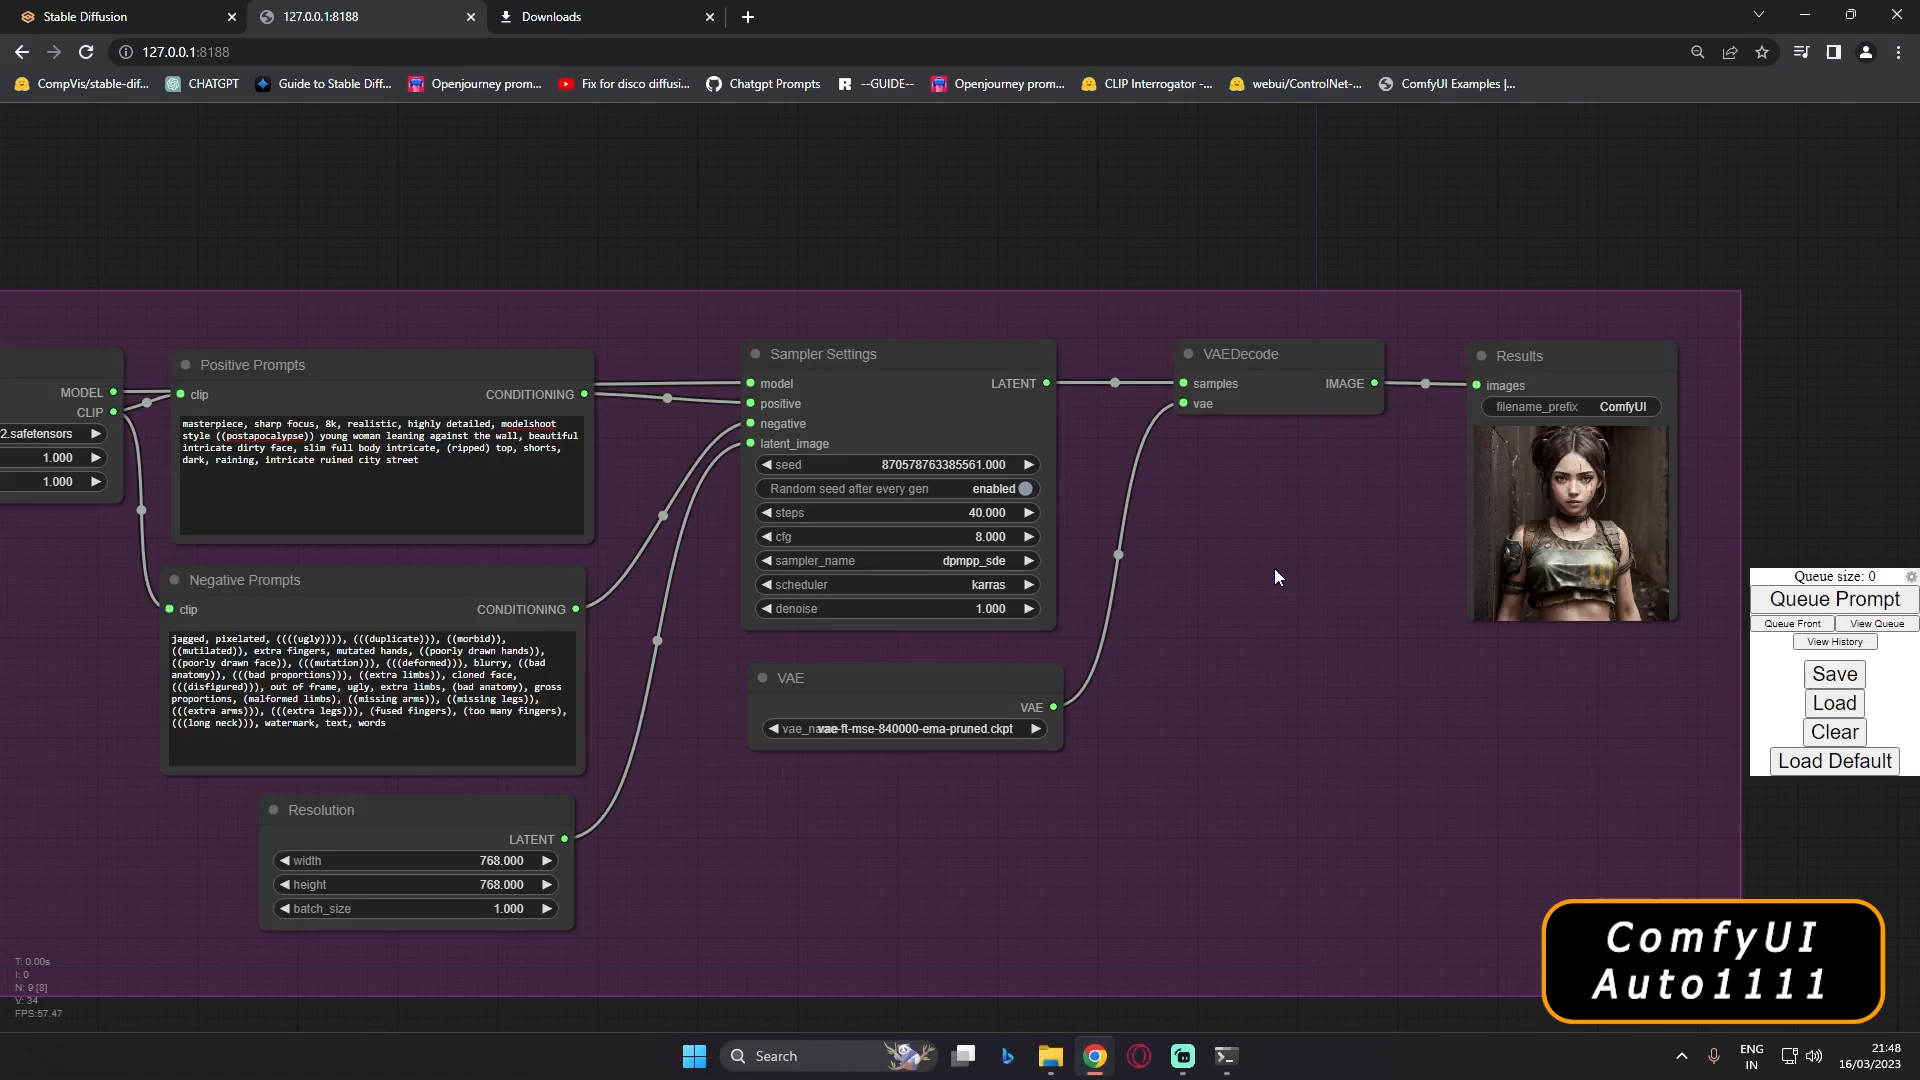 Stable Diffusion
127.0.0.1:8188
Downloads
127.0.0.1:8188
CompVis/stable-dif...
CHATGPT
Guide to Stable Diff...
Openjourney prom...
Fix for disco diffusi...
Chatgpt Prompts
--GUIDE--
Openjourney prom...
CLIP Interrogator -...
webui/ControlNet-...
ComfyUI Examples |...
MODEL
CLIP
2.safetensors
1.000
1.000
Positive Prompts
clip
CONDITIONING
masterpiece, sharp focus, 8k, realistic, highly detailed, modelshoot
style ((postapocalypse)) young woman leaning against the wall, beautiful
intricate dirty face, slim full body intricate, (ripped) top, shorts,
dark, raining, intricate ruined city street
Negative Prompts
clip
CONDITIONING
jagged, pixelated, ((((ugly)))), (((duplicate))), ((morbid)),
((mutilated)), extra fingers, mutated hands, ((poorly drawn hands)),
((poorly drawn face)), (((mutation))), (((deformed))), blurry, ((bad
anatomy)), (((bad proportions))), ((extra limbs)), cloned face,
(((disfigured))), out of frame, ugly, extra limbs, (bad anatomy), gross
proportions, (malformed limbs), ((missing arms)), ((missing legs)),
(((extra arms))), (((extra legs))), (fused fingers), (too many fingers),
(((long neck))), watermark, text, words
Resolution
LATENT
width 768.000
height 768.000
batch_size 1.000
Sampler Settings
model
LATENT
positive
negative
latent_image
seed 870578763385561.000
Random seed after every gen enabled
steps 40.000
cfg 8.000
sampler_name dpmpp_sde
scheduler karras
denoise 1.000
VAE
VAE
vae-ft-mse-840000-ema-pruned.ckpt
VAEDecode
samples
IMAGE
vae
Results
images
filename_prefix ComfyUI
Queue size: 0
Queue Prompt
Queue Front
View Queue
View History
Save
Load
Clear
Load Default
ComfyUI
Auto1111
T: 0.00s
I: 0
N: 9 [8]
V: 34
FPS:57.47
Search
ENG
IN
21:48
16/03/2023